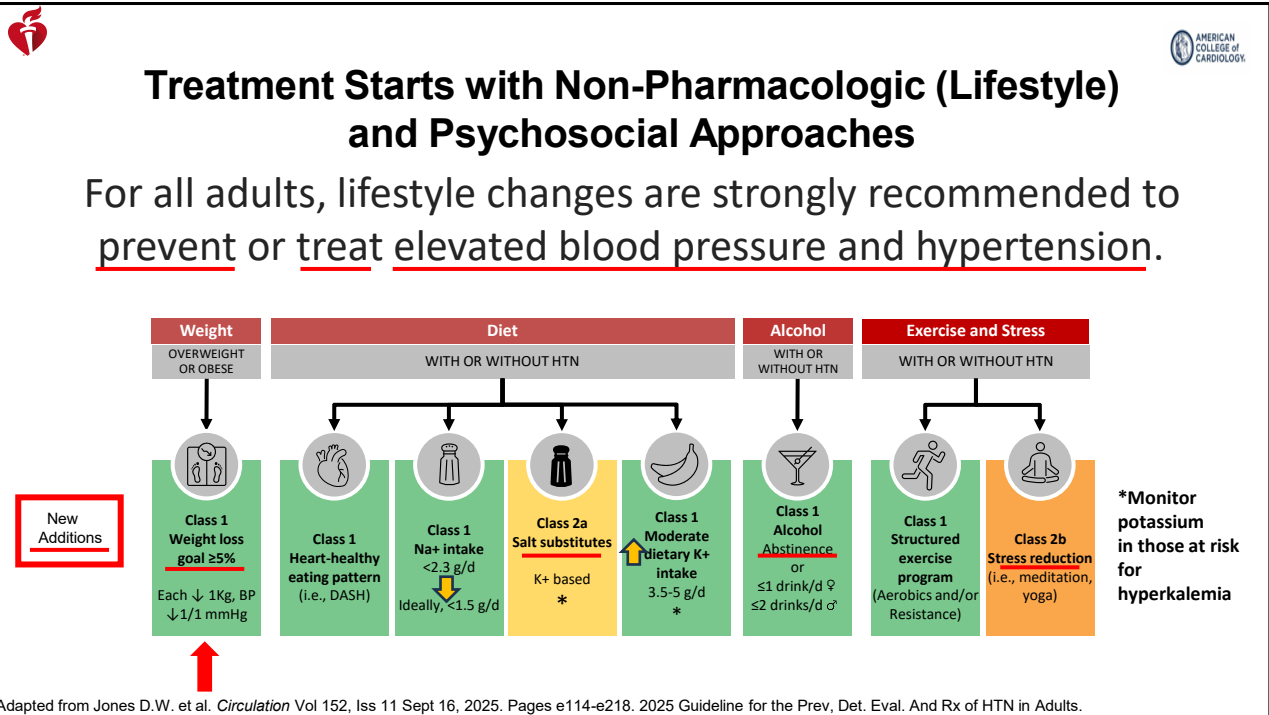 AMERICAN
COLLEGE of
CARDIOLOGY.
Treatment Starts with Non-Pharmacologic (Lifestyle)
and Psychosocial Approaches
For all adults, lifestyle changes are strongly recommended to
prevent or treat elevated blood pressure and hypertension.
Weight
OVERWEIGHT
OR OBESE
Diet
WITH OR WITHOUT HTN
Alcohol
WITH OR
WITHOUT HTN
Exercise and Stress
WITH OR WITHOUT HTN
New
Additions
Class 1
Weight loss
goal ≥5%
Each ↓ 1Kg, BP
↓1/1 mmHg
Class 1
Heart-healthy
eating pattern
(i.e., DASH)
Class 1
Na+ intake
<2.3 g/d
Ideally, <1.5 g/d
Class 2a
Salt substitutes
K+ based
*
Class 1
Moderate
dietary K+
intake
3.5-5 g/d
*
Class 1
Alcohol
Abstinence
or
≤1 drink/d ♀
≤2 drinks/d ♂
Class 1
Structured
exercise
program
(Aerobics and/or
Resistance)
Class 2b
Stress reduction
(i.e., meditation,
yoga)
*Monitor
potassium
in those at risk
for
hyperkalemia
Adapted from Jones D.W. et al. Circulation Vol 152, Iss 11 Sept 16, 2025. Pages e114-e218. 2025 Guideline for the Prev, Det. Eval. And Rx of HTN in Adults.